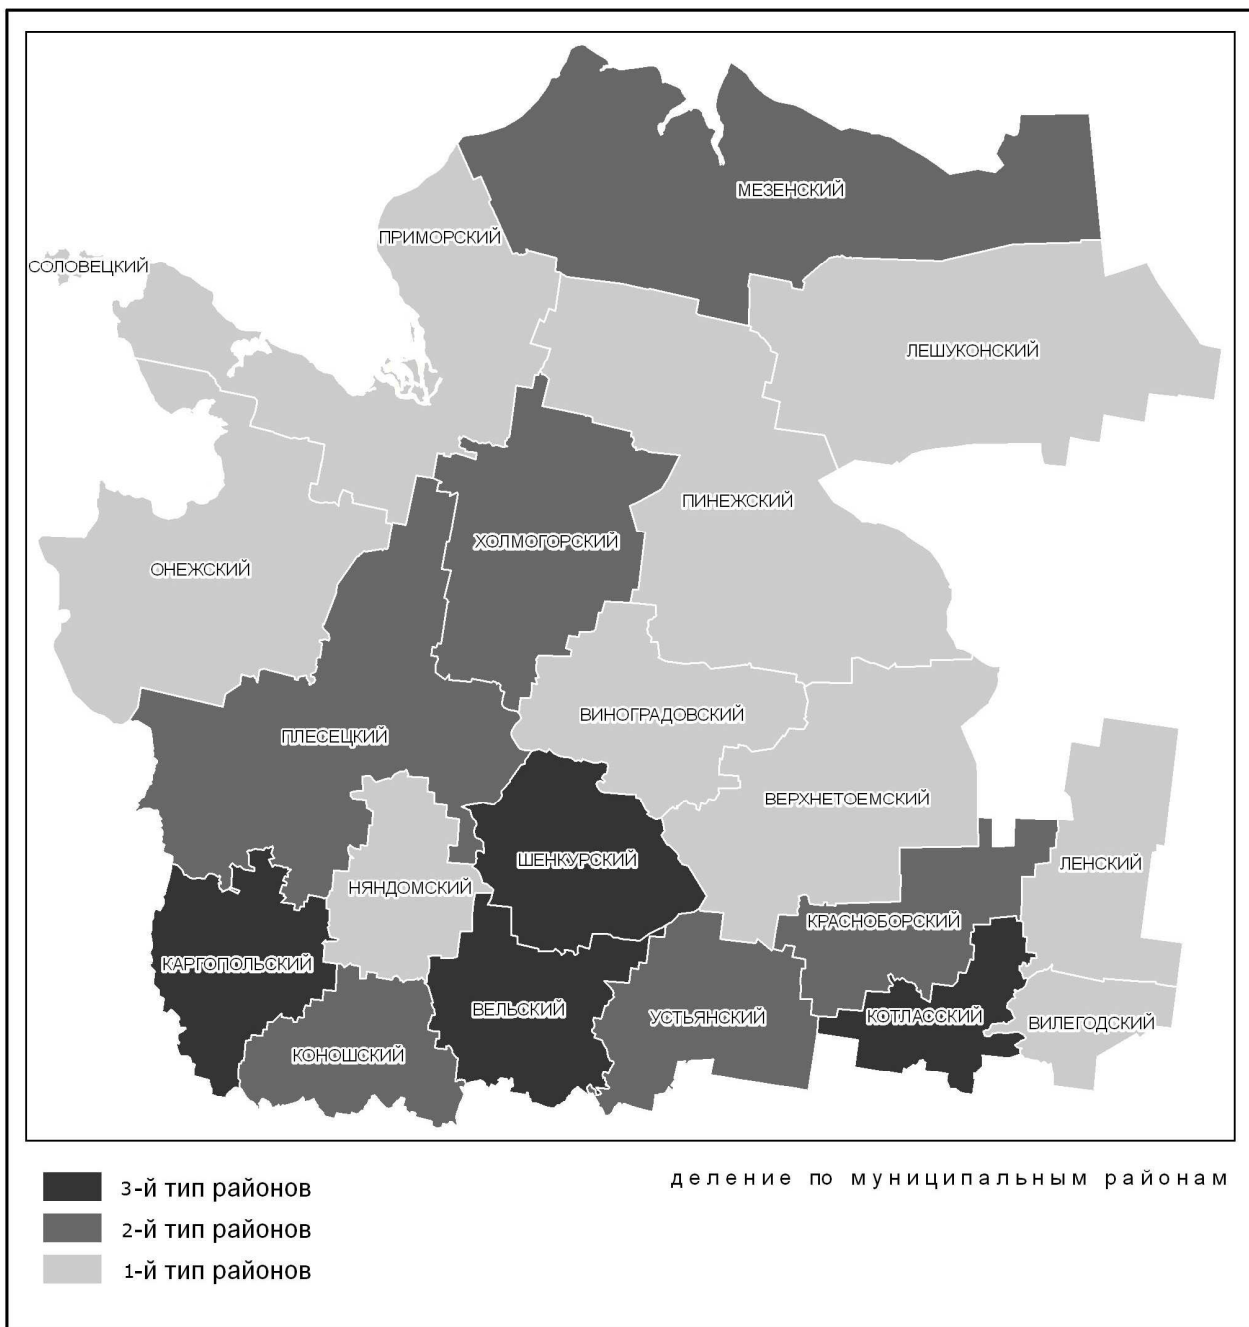 МЕЗЕНСКИЙ
ПРИМОРСКИЙ
СОЛОВЕЦКИЙ
ЛЕШУКОНСКИЙ
ПИНЕЖСКИЙ
ХОЛМОГОРСКИЙ
ОНЕЖСКИЙ
ВИНОГРАДОВСКИЙ
ПЛЕСЕЦКИЙ
ВЕРХНЕТОЕМСКИЙ
ШЕНКУРСКИЙ
ЛЕНСКИЙ
НЯНДОМСКИЙ
КРАСНОБОРСКИЙ
КАРГОПОЛЬСКИЙ
ВЕЛЬСКИЙ
УСТЬЯНСКИЙ
КОТЛАССКИЙ
ВИЛЕГОДСКИЙ
КОНОШСКИЙ
деление по муниципальным районам
3-й тип районов
2-й тип районов
1-й тип районов